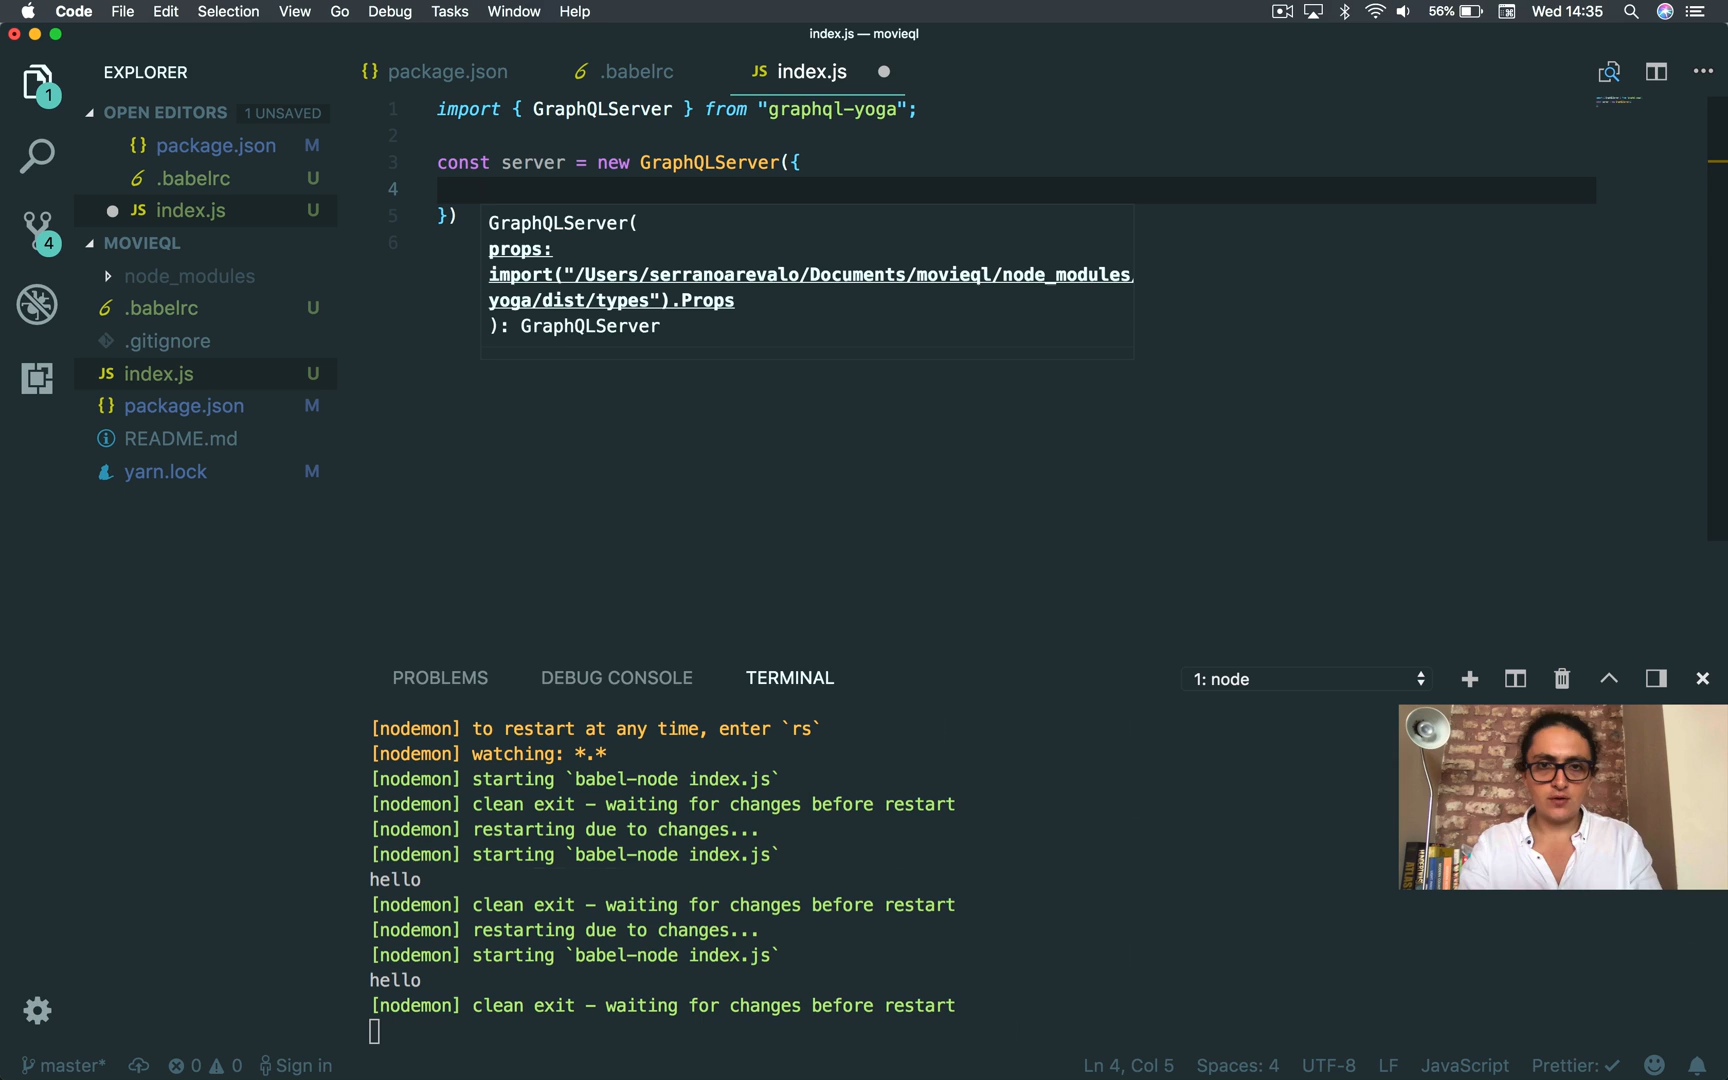 Code File Edit Selection View Go Debug Tasks Window Help 56% Wed 14:35
index.js — movieql
EXPLORER
OPEN EDITORS 1 UNSAVED
{} package.json M
.babelrc U
JS index.js U
MOVIEQL
node_modules
.babelrc U
.gitignore
JS index.js U
{} package.json M
README.md
yarn.lock M
1
4
{} package.json .babelrc JS index.js
1 import { GraphQLServer } from "graphql-yoga";
2
3 const server = new GraphQLServer({
4
5 })
6
GraphQLServer(
props:
import("/Users/serranoarevalo/Documents/movieql/node_modules/
yoga/dist/types").Props
): GraphQLServer
PROBLEMS DEBUG CONSOLE TERMINAL 1: node
[nodemon] to restart at any time, enter `rs`
[nodemon] watching: *.*
[nodemon] starting `babel-node index.js`
[nodemon] clean exit - waiting for changes before restart
[nodemon] restarting due to changes...
[nodemon] starting `babel-node index.js`
hello
[nodemon] clean exit - waiting for changes before restart
[nodemon] restarting due to changes...
[nodemon] starting `babel-node index.js`
hello
[nodemon] clean exit - waiting for changes before restart
ATLAS
master* 0 0 Sign in Ln 4, Col 5 Spaces: 4 UTF-8 LF JavaScript Prettier: ✓